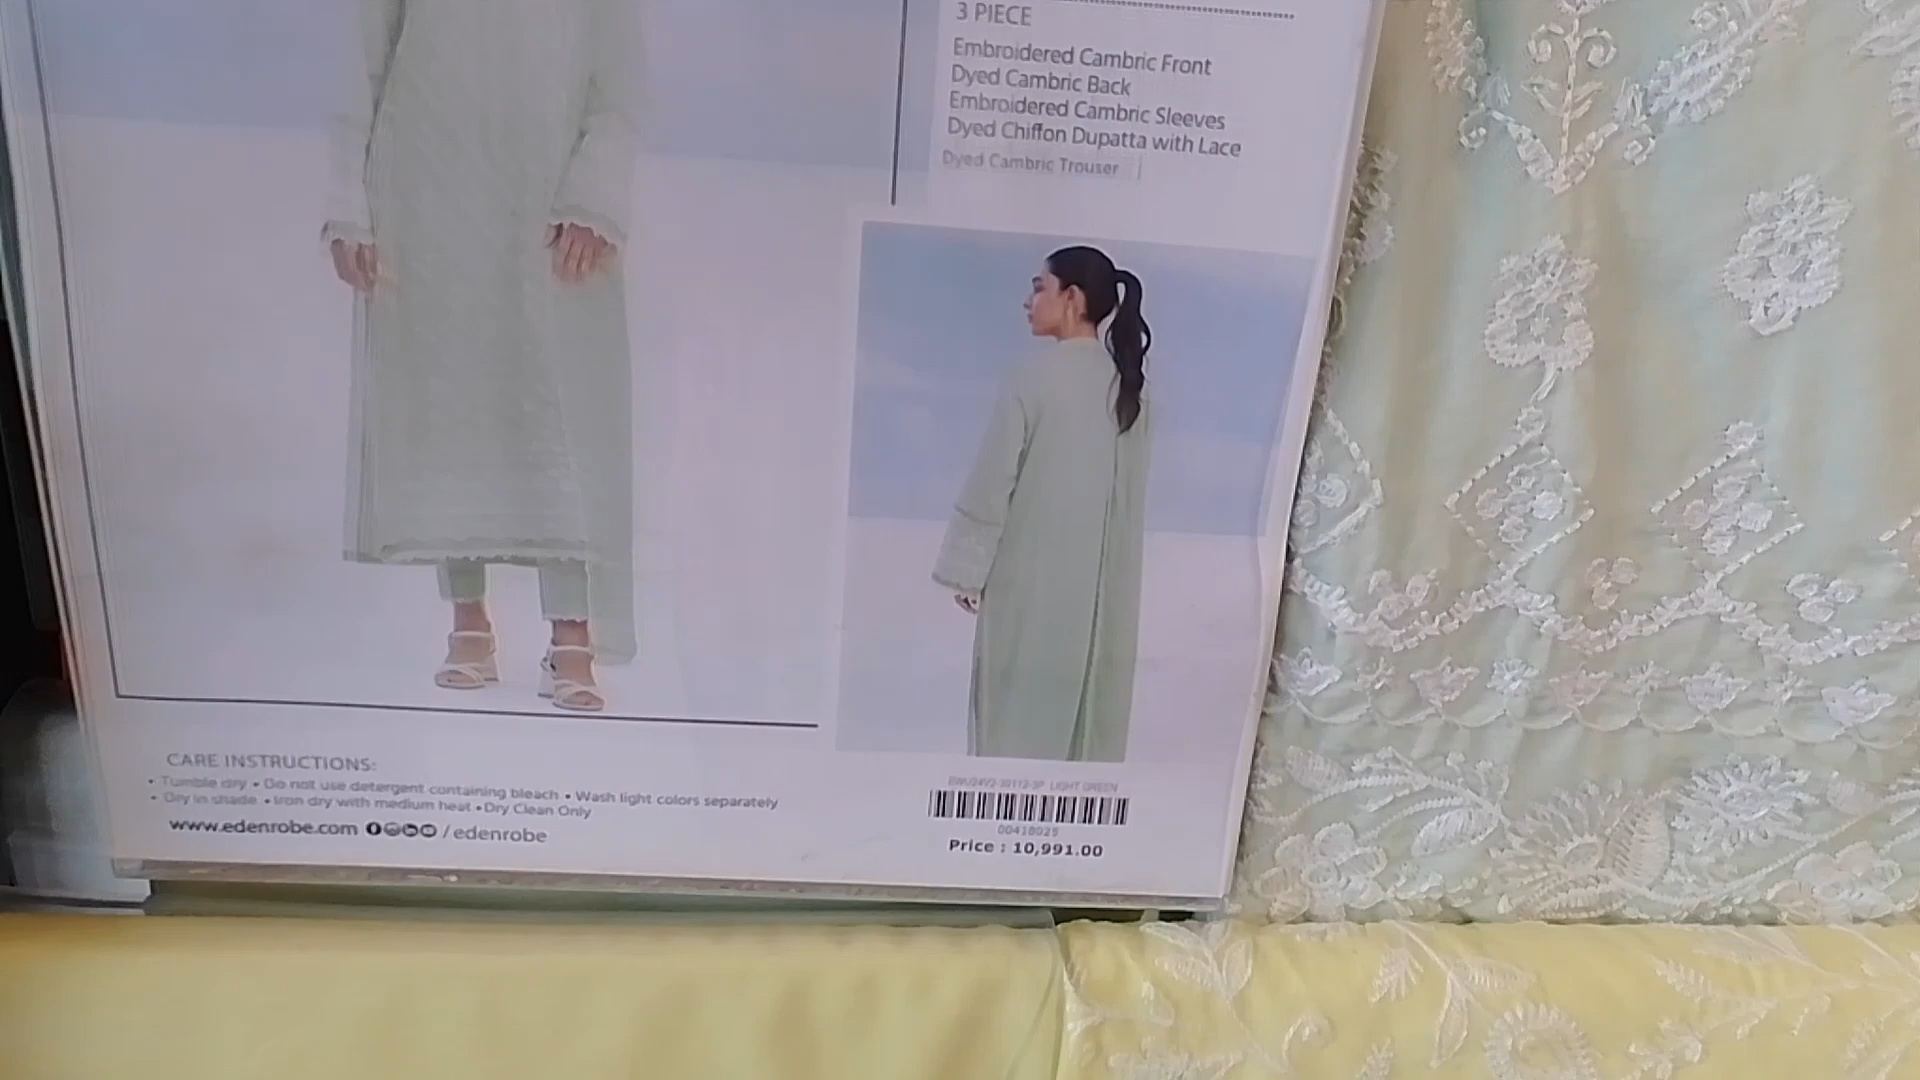 3 PIECE
Embroidered Cambric Front
Dyed Cambric Back
Embroidered Cambric Sleeves
Dyed Chiffon Dupatta with Lace
Dyed Cambric Trouser
CARE INSTRUCTIONS:
• Tumble dry • Do not use detergent containing bleach • Wash light colors separately
• Dry in shade • Iron dry with medium heat • Dry Clean Only
www.edenrobe.com / edenrobe
LIGHT GREEN
00418025
Price : 10,991.00